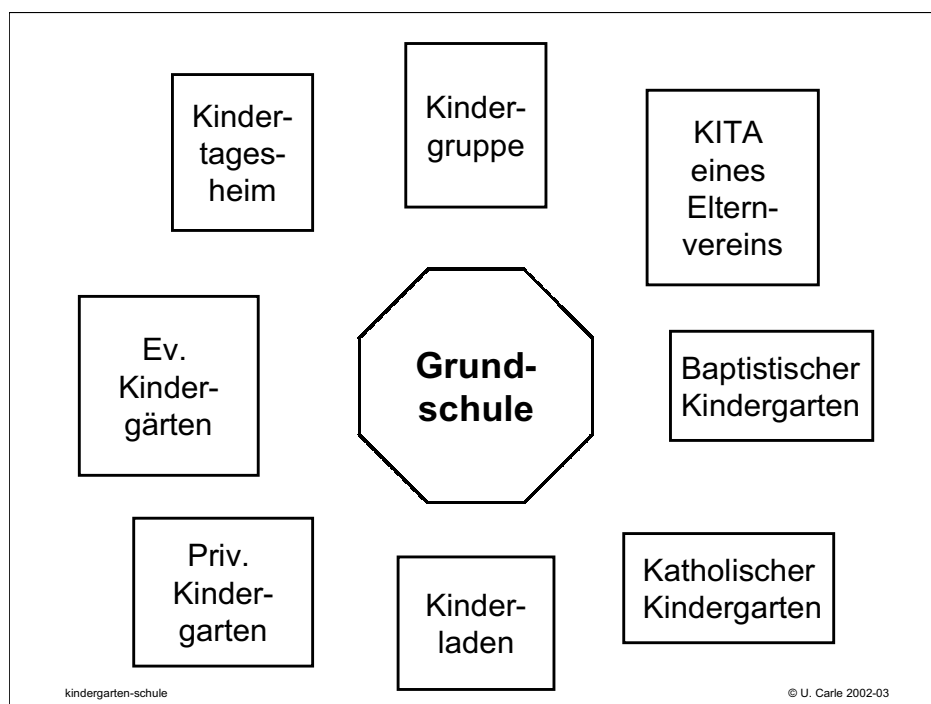 Kinder-
tages-
heim
Kinder-
gruppe
KITA
eines
Eltern-
vereins
Ev.
Kinder-
gärten
Grund-
schule
Baptistischer
Kindergarten
Priv.
Kinder-
garten
Kinder-
laden
Katholischer
Kindergarten
kindergarten-schule
© U. Carle 2002-03